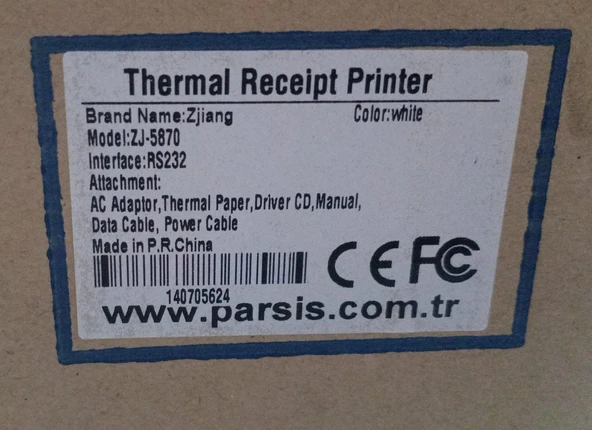 Thermal Receipt Printer
Brand Name:Zjiang Color:white
Model:ZJ-5870
Interface:RS232
Attachment:
AC Adaptor,Thermal Paper,Driver CD,Manual,
Data Cable, Power Cable
Made in P.R.China
CE FC
140705624
www.parsis.com.tr